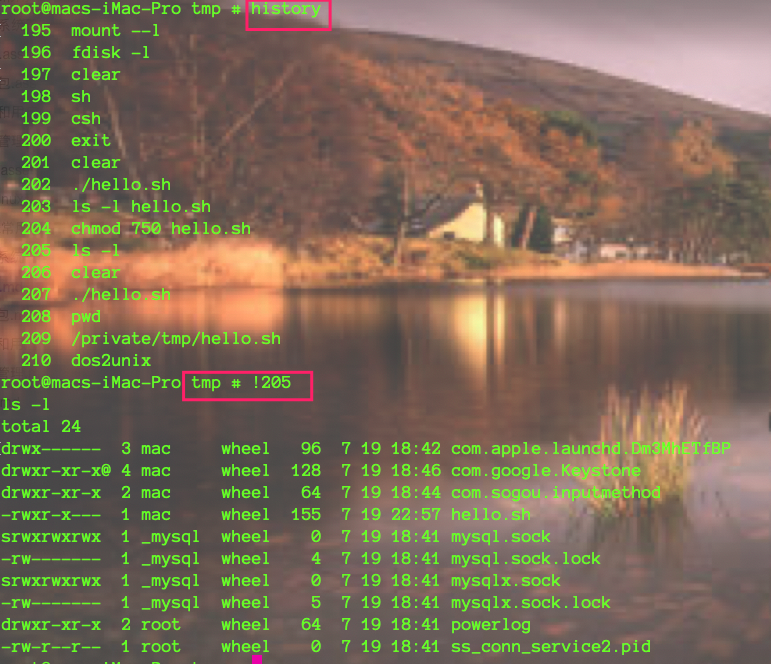 root@macs-iMac-Pro tmp # history
195 mount --l
196 fdisk -l
197 clear
198 sh
199 csh
200 exit
201 clear
202 ./hello.sh
203 ls -l hello.sh
204 chmod 750 hello.sh
205 ls -l
206 clear
207 ./hello.sh
208 pwd
209 /private/tmp/hello.sh
210 dos2unix
root@macs-iMac-Pro tmp # !205
ls -l
total 24
drwx------ 3 mac wheel 96 7 19 18:42 com.apple.launchd.Dm3NhETfBP
drwxr-xr-x@ 4 mac wheel 128 7 19 18:46 com.google.Keystone
drwxr-xr-x 2 mac wheel 64 7 19 18:44 com.sogou.inputmethod
-rwxr-x--- 1 mac wheel 155 7 19 22:57 hello.sh
srwxrwxrwx 1 _mysql wheel 0 7 19 18:41 mysql.sock
-rw------- 1 _mysql wheel 4 7 19 18:41 mysql.sock.lock
srwxrwxrwx 1 _mysql wheel 0 7 19 18:41 mysqlx.sock
-rw------- 1 _mysql wheel 5 7 19 18:41 mysqlx.sock.lock
drwxr-xr-x 2 root wheel 64 7 19 18:41 powerlog
-rw-r--r-- 1 root wheel 0 7 19 18:41 ss_conn_service2.pid